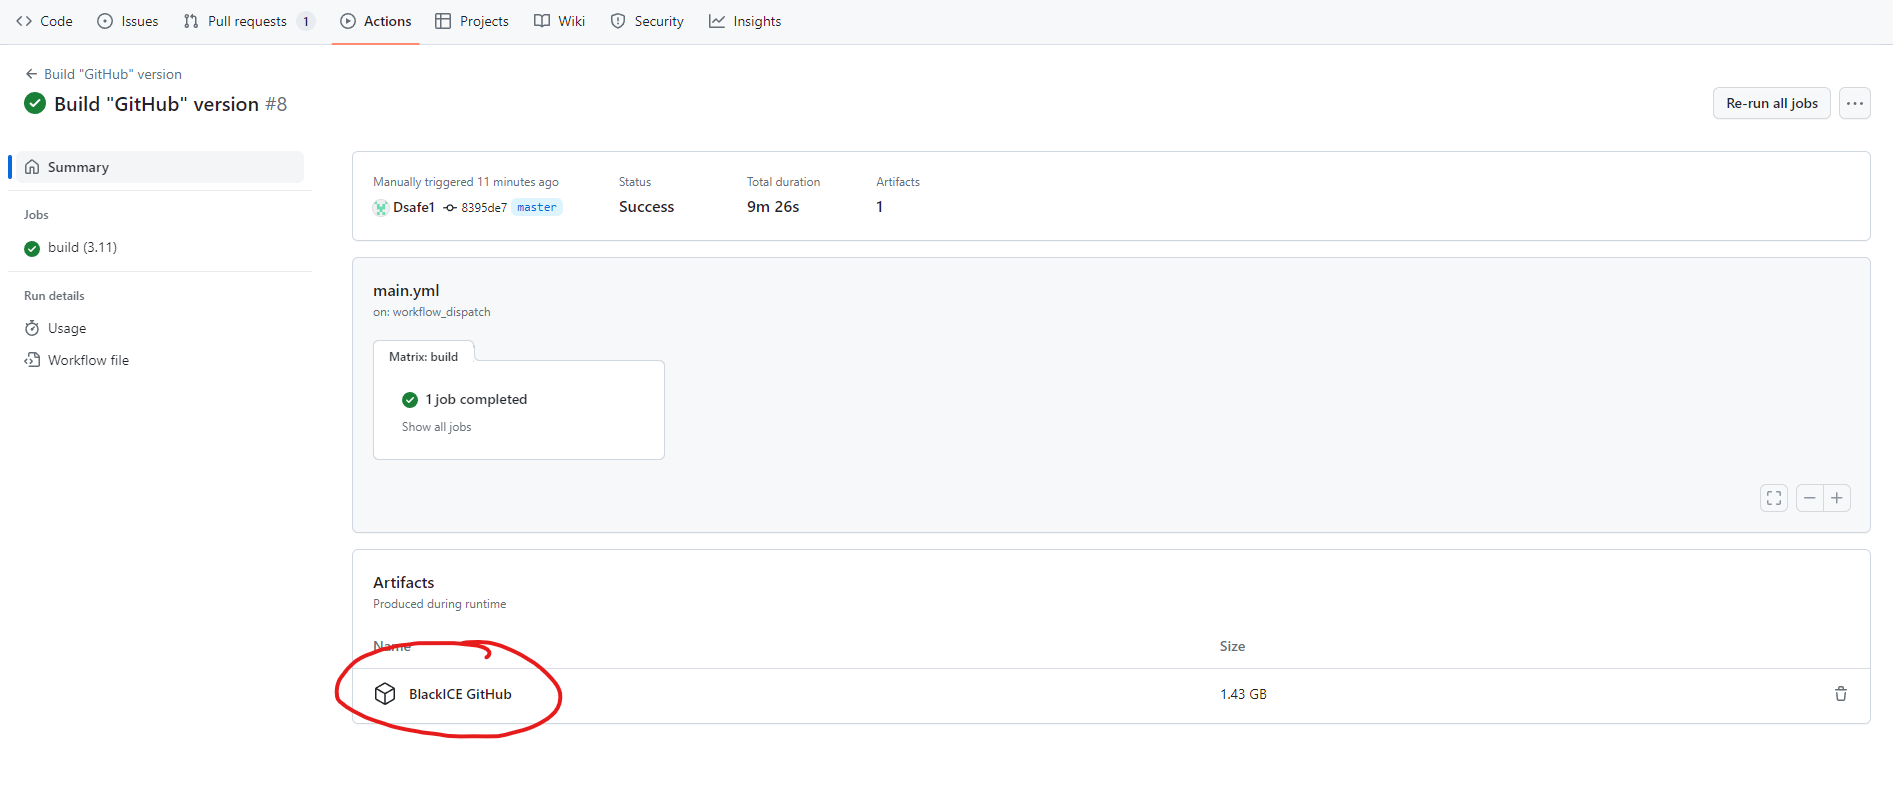 Code Issues Pull requests 1 Actions Projects Wiki Security Insights
Build "GitHub" version
Build "GitHub" version #8
Re-run all jobs
Summary
Jobs
build (3.11)
Run details
Usage
Workflow file
Manually triggered 11 minutes ago Status Total duration Artifacts
Dsafe1 8395de7 master Success 9m 26s 1
main.yml
on: workflow_dispatch
Matrix: build
1 job completed
Show all jobs
Artifacts
Produced during runtime
Name Size
BlackICE GitHub 1.43 GB